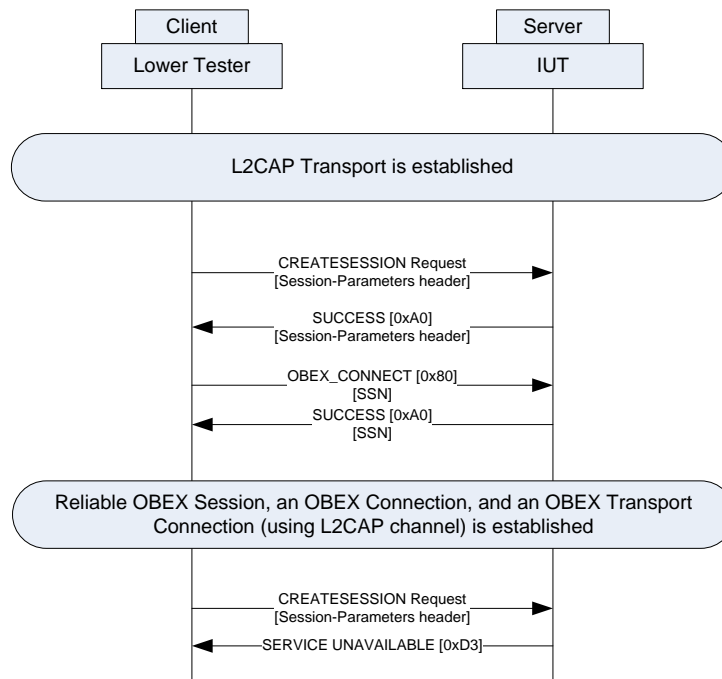 Client
Server
Lower Tester
IUT
L2CAP Transport is established
CREATESESSION Request
[Session-Parameters header]
SUCCESS [0xA0]
[Session-Parameters header]
OBEX_CONNECT [0x80]
[SSN]
SUCCESS [0xA0]
[SSN]
Reliable OBEX Session, an OBEX Connection, and an OBEX Transport
Connection (using L2CAP channel) is established
CREATESESSION Request
[Session-Parameters header]
SERVICE UNAVAILABLE [0xD3]